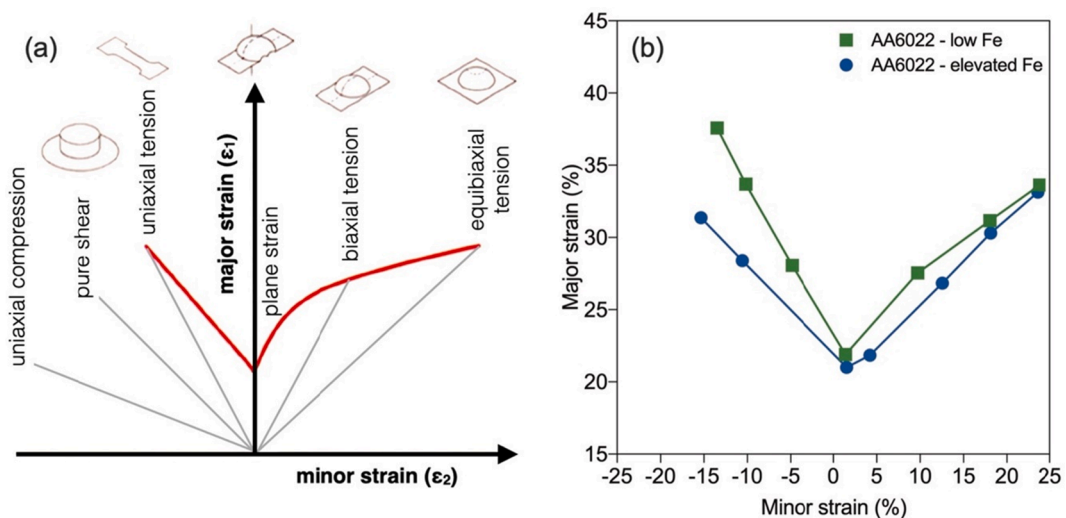 (a)
uniaxial compression
pure shear
uniaxial tension
major strain (ε1)
plane strain
biaxial tension
equibiaxial
tension
minor strain (ε2)
(b)
AA6022 - low Fe
AA6022 - elevated Fe
Major strain (%)
45
40
35
30
25
20
15
-25 -20 -15 -10 -5 0 5 10 15 20 25
Minor strain (%)